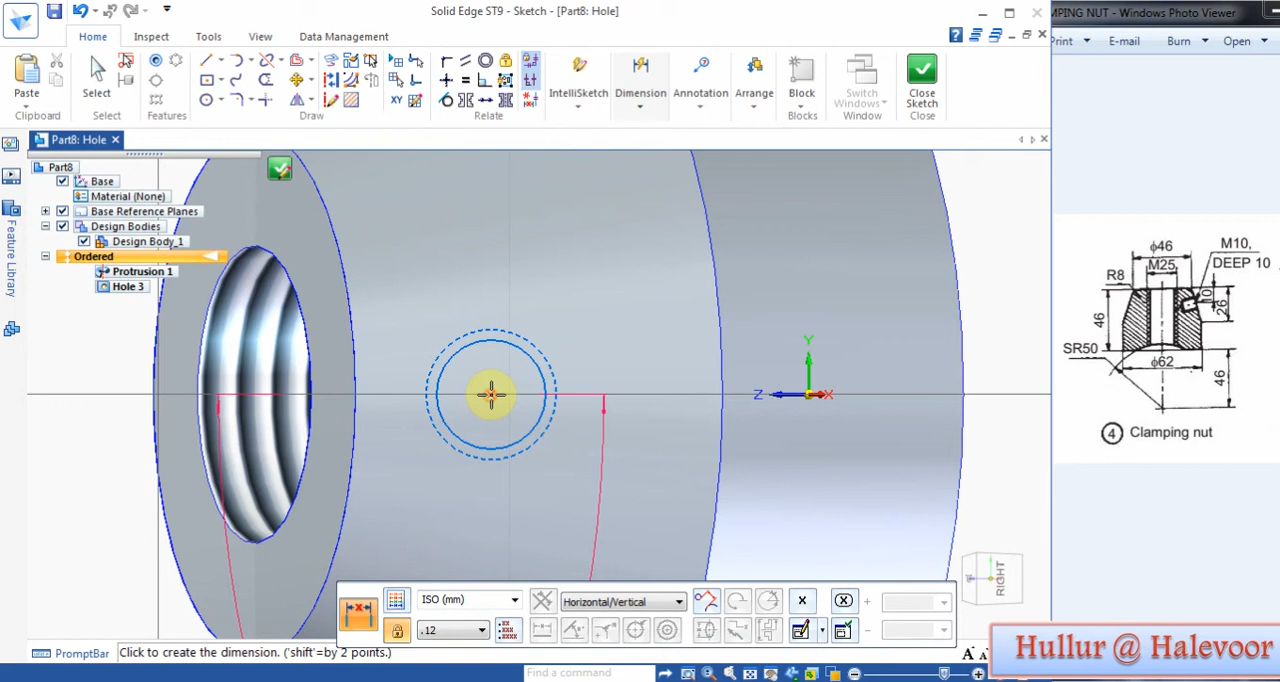 Solid Edge ST9 - Sketch - [Part8: Hole]
MPING NUT - Windows Photo Viewer
Home
Inspect
Tools
View
Data Management
Print
E-mail
Burn
Open
Paste
Select
XY
IntelliSketch
Dimension
Annotation
Arrange
Block
Switch Windows
Close Sketch
Clipboard
Select
Features
Draw
Relate
Blocks
Window
Close
Part8: Hole
Part8
Base
Material (None)
Base Reference Planes
Design Bodies
Design Body_1
Ordered
Protrusion 1
Hole 3
Feature Library
Y
Z
X
RIGHT
ϕ46
M25
M10,
DEEP 10
R8
10
26
46
SR50
ϕ62
46
4 Clamping nut
ISO (mm)
Horizontal/Vertical
.12
PromptBar
Click to create the dimension. ('shift'=by 2 points.)
Find a command
A A
Hullur @ Halevoor